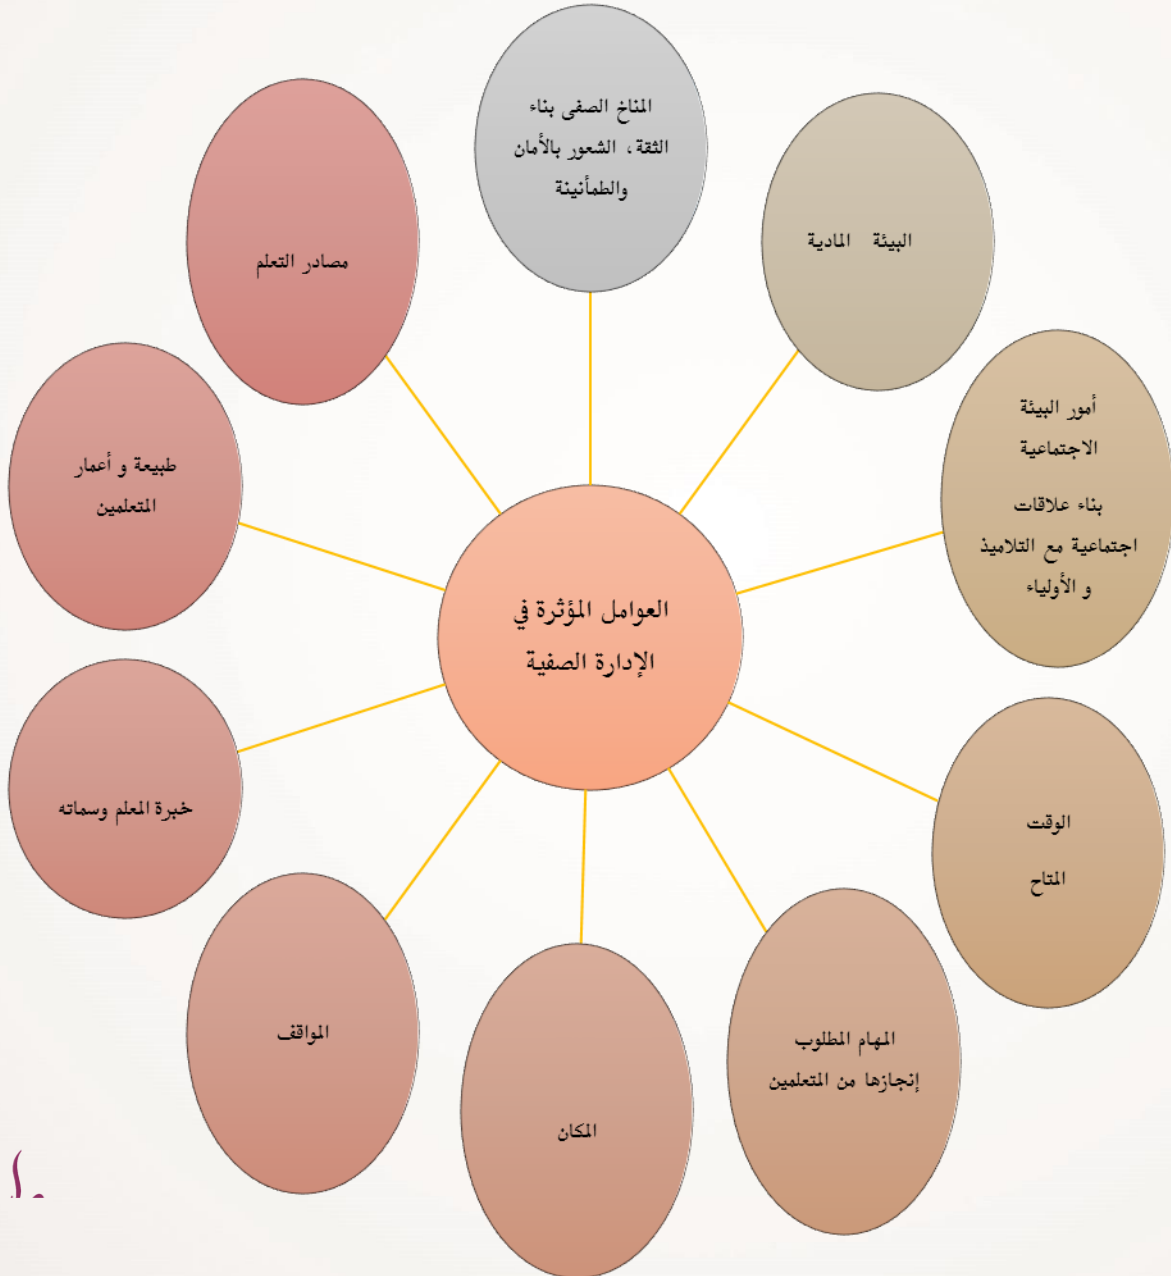 المناخ الصفى بناء
الثقة، الشعور بالأمان
والطمأنينة
البيئة المادية
أمور البيئة
الاجتماعية
بناء علاقات
اجتماعية مع التلاميذ
و الأولياء
الوقت
المتاح
المهام المطلوب
إنجازها من المتعلمين
المكان
المواقف
خبرة المعلم وسماته
طبيعة و أعمار
المتعلمين
مصادر التعلم
العوامل المؤثرة في
الإدارة الصفية